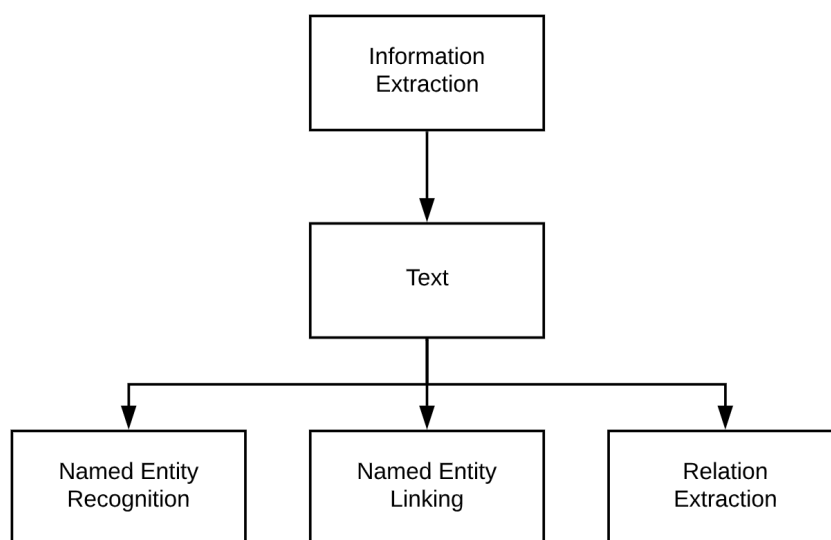 Information
Extraction
Text
Named Entity
Recognition
Named Entity
Linking
Relation
Extraction